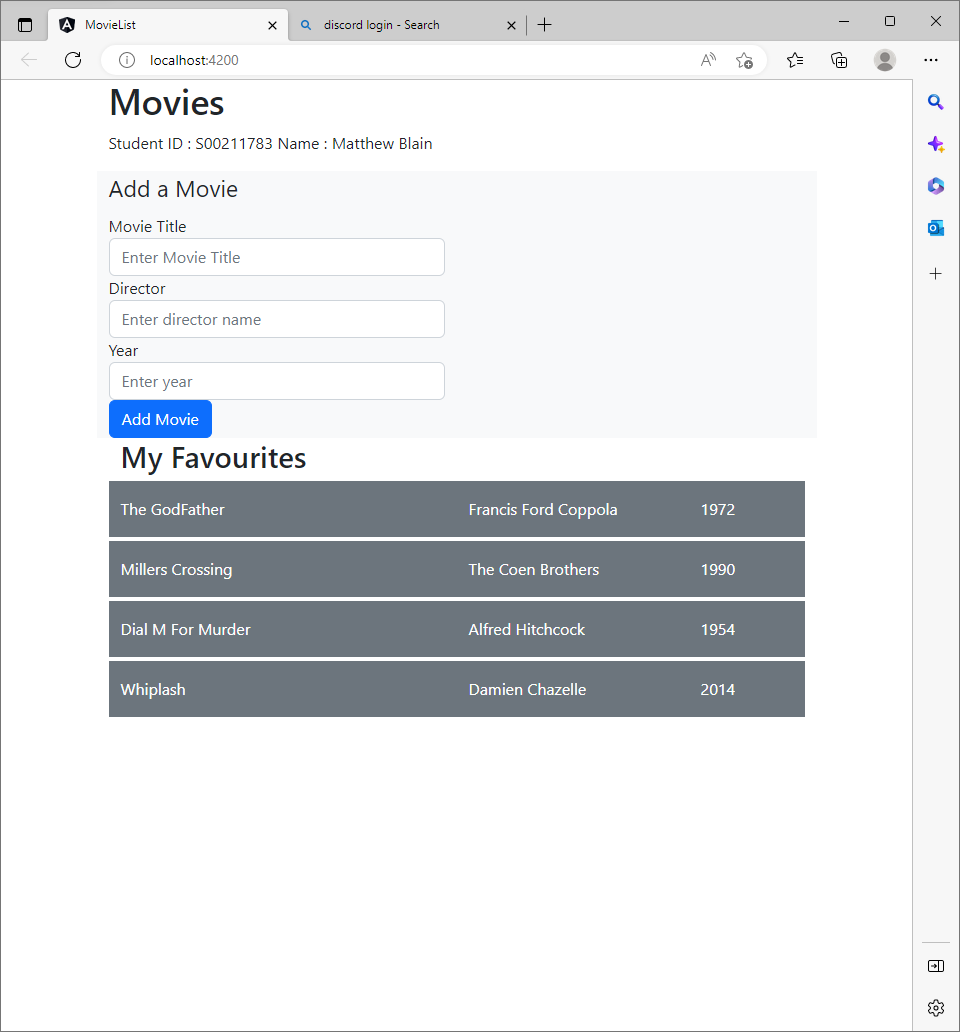 MovieList
discord login - Search
localhost:4200
Movies
Student ID : S00211783 Name : Matthew Blain
Add a Movie
Movie Title
Enter Movie Title
Director
Enter director name
Year
Enter year
Add Movie
My Favourites
The GodFather Francis Ford Coppola 1972
Millers Crossing The Coen Brothers 1990
Dial M For Murder Alfred Hitchcock 1954
Whiplash Damien Chazelle 2014